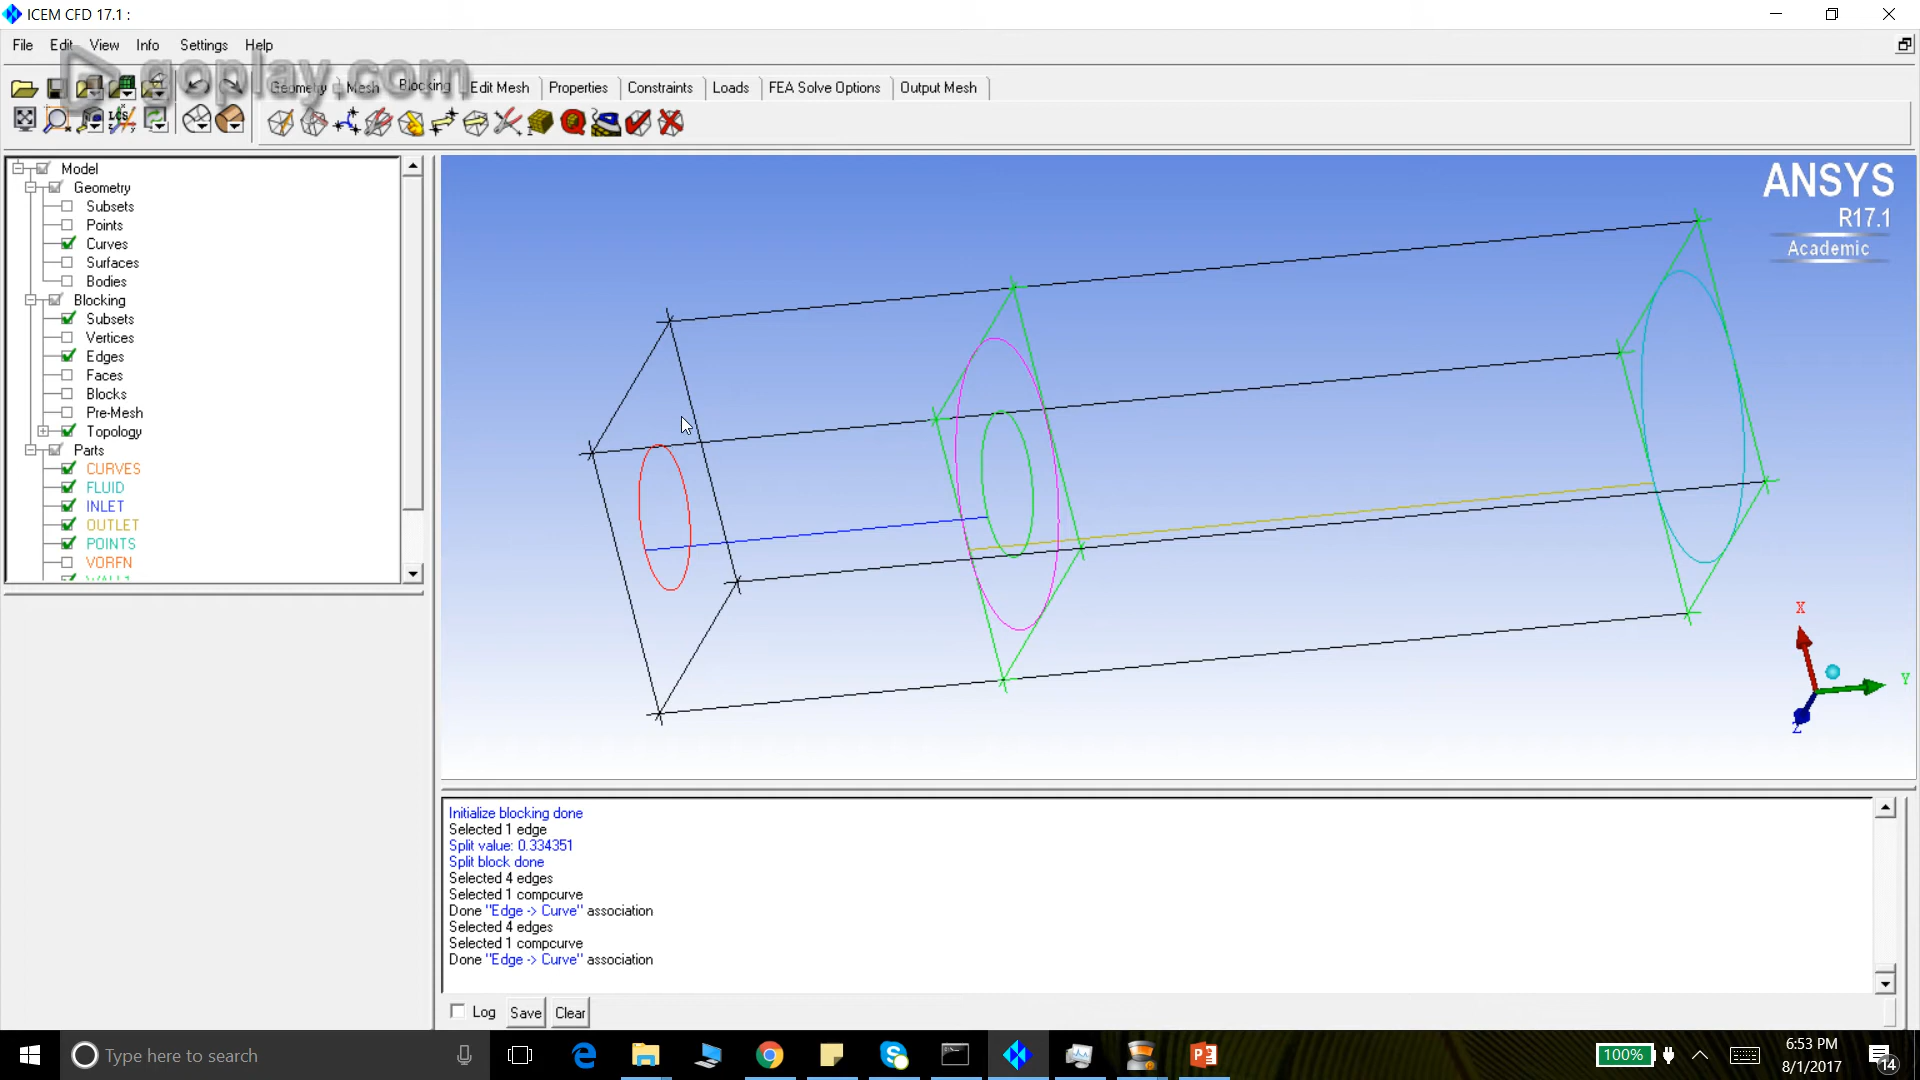 ICEM CFD 17.1 :
File Edit View Info Settings Help
goplay.com
Geometry Mesh Blocking Edit Mesh Properties Constraints Loads FEA Solve Options Output Mesh
LCS
Model
Geometry
Subsets
Points
Curves
Surfaces
Bodies
Blocking
Subsets
Vertices
Edges
Faces
Blocks
Pre-Mesh
Topology
Parts
CURVES
FLUID
INLET
OUTLET
POINTS
VORFN
ANSYS
R17.1
Academic
X
Y
Z
Initialize blocking done
Selected 1 edge
Split value: 0.334351
Split block done
Selected 4 edges
Selected 1 compcurve
Done "Edge -> Curve" association
Selected 4 edges
Selected 1 compcurve
Done "Edge -> Curve" association
Log Save Clear
Type here to search
100%
6:53 PM
8/1/2017
14